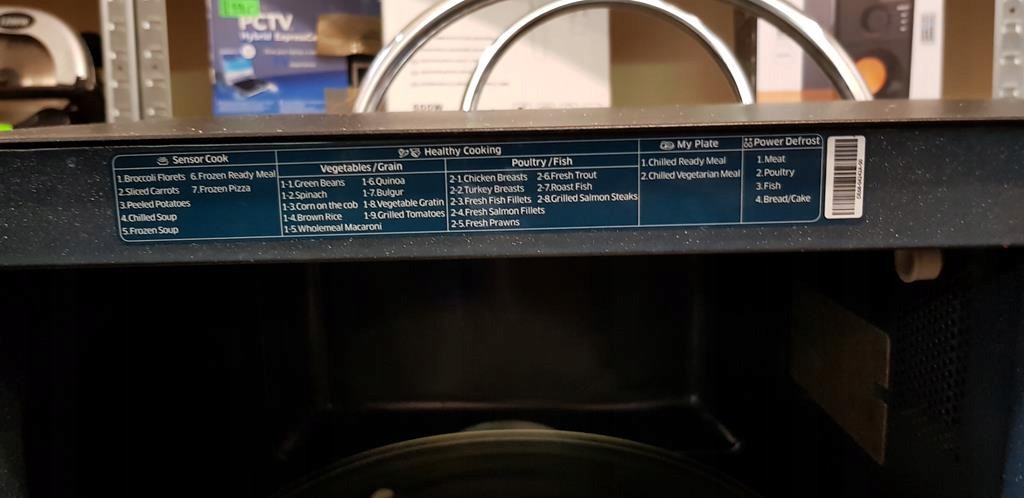 PCTV
Hybrid ExpressCa
500W
Sensor Cook
1.Broccoli Florets 6.Frozen Ready Meal
2.Sliced Carrots 7.Frozen Pizza
3.Peeled Potatoes
4.Chilled Soup
5.Frozen Soup
Healthy Cooking
Vegetables/Grain
1-1.Green Beans 1-6.Quinoa
1-2.Spinach 1-7.Bulgur
1-3.Corn on the cob 1-8.Vegetable Gratin
1-4.Brown Rice 1-9.Grilled Tomatoes
1-5.Wholemeal Macaroni
Poultry/Fish
2-1.Chicken Breasts 2-6.Fresh Trout
2-2.Turkey Breasts 2-7.Roast Fish
2-3.Fresh Fish Fillets 2-8.Grilled Salmon Steaks
2-4.Fresh Salmon Fillets
2-5.Fresh Prawns
My Plate
1.Chilled Ready Meal
2.Chilled Vegetarian Meal
Power Defrost
1.Meat
2.Poultry
3.Fish
4.Bread/Cake